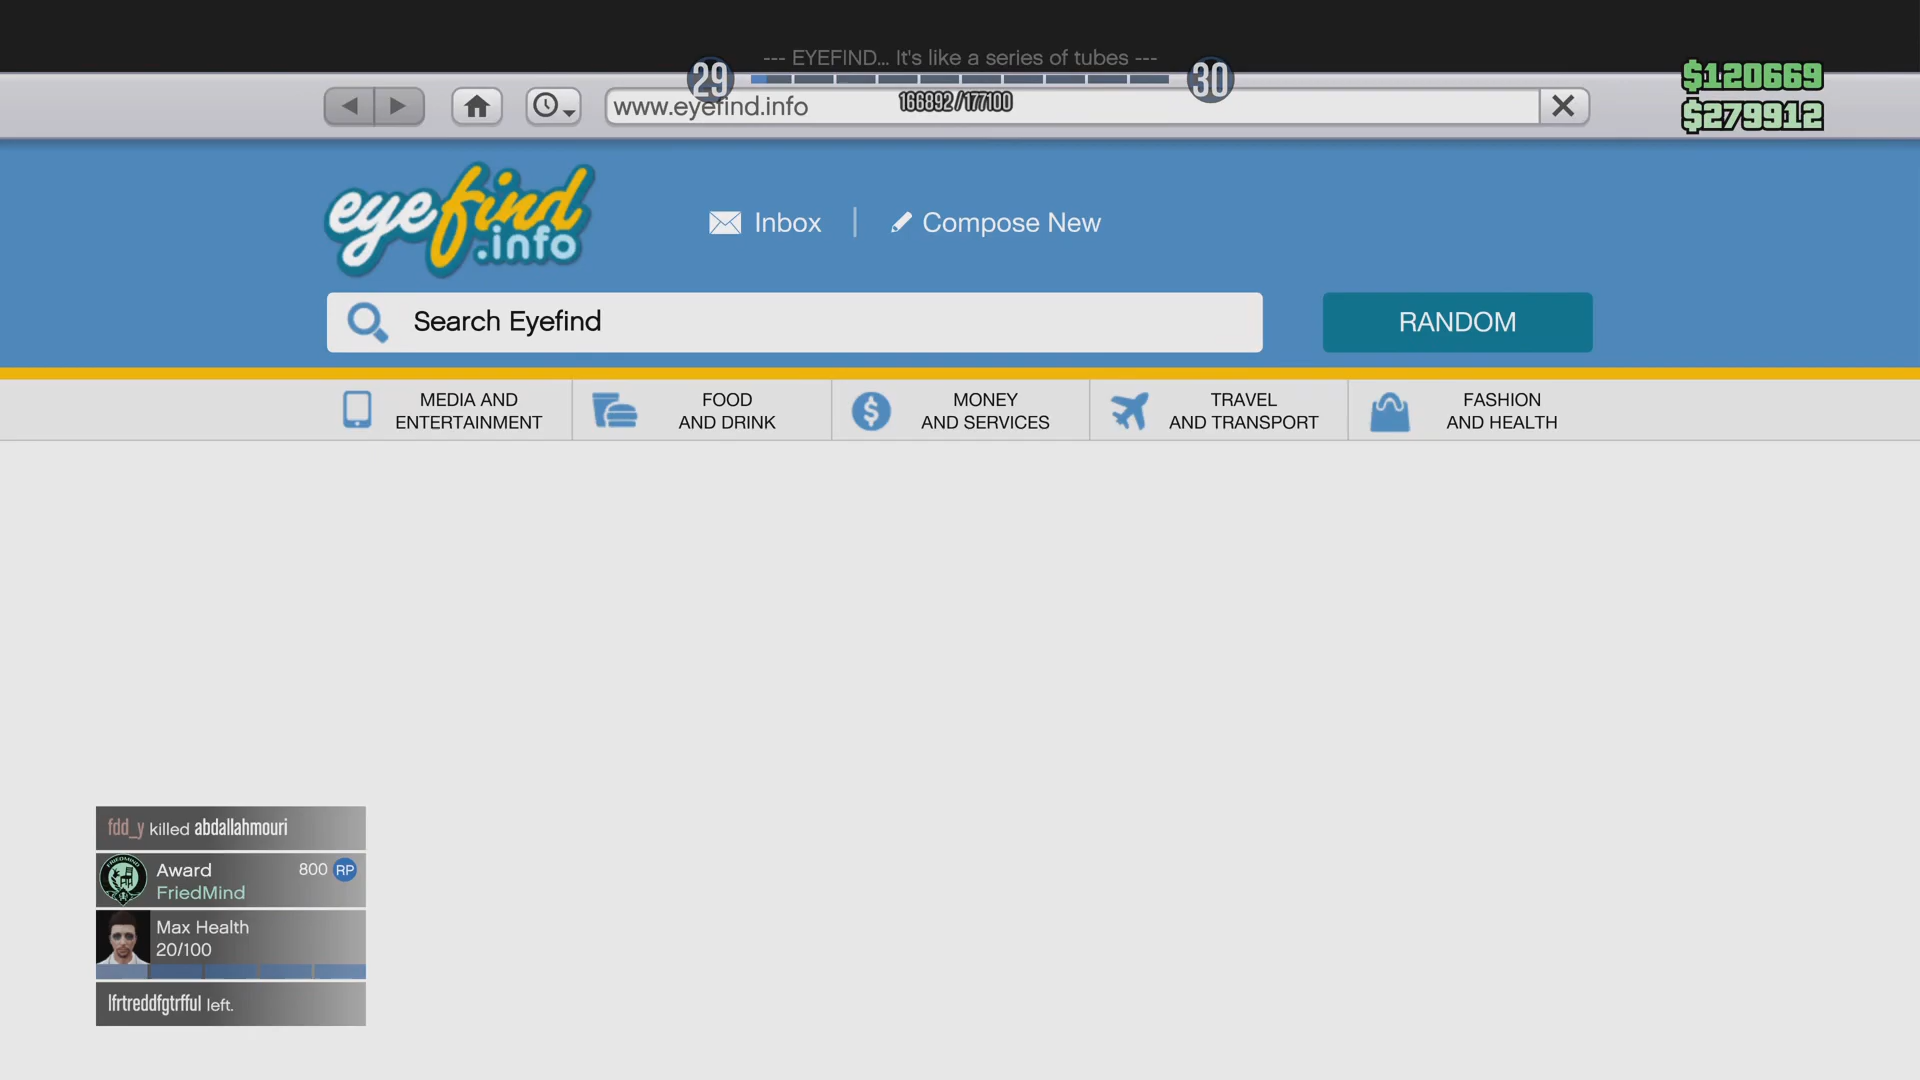 --- EYEFIND... It's like a series of tubes ---
29
30
www.eyefind.info
166892/177100
$120669
$279912
eyefind.info
Inbox
Compose New
Search Eyefind
RANDOM
MEDIA AND
ENTERTAINMENT
FOOD
AND DRINK
MONEY
AND SERVICES
TRAVEL
AND TRANSPORT
FASHION
AND HEALTH
fdd_y killed abdallahmouri
Award 800 RP
FriedMind
Max Health
20/100
lfrtreddfgtrfful left.